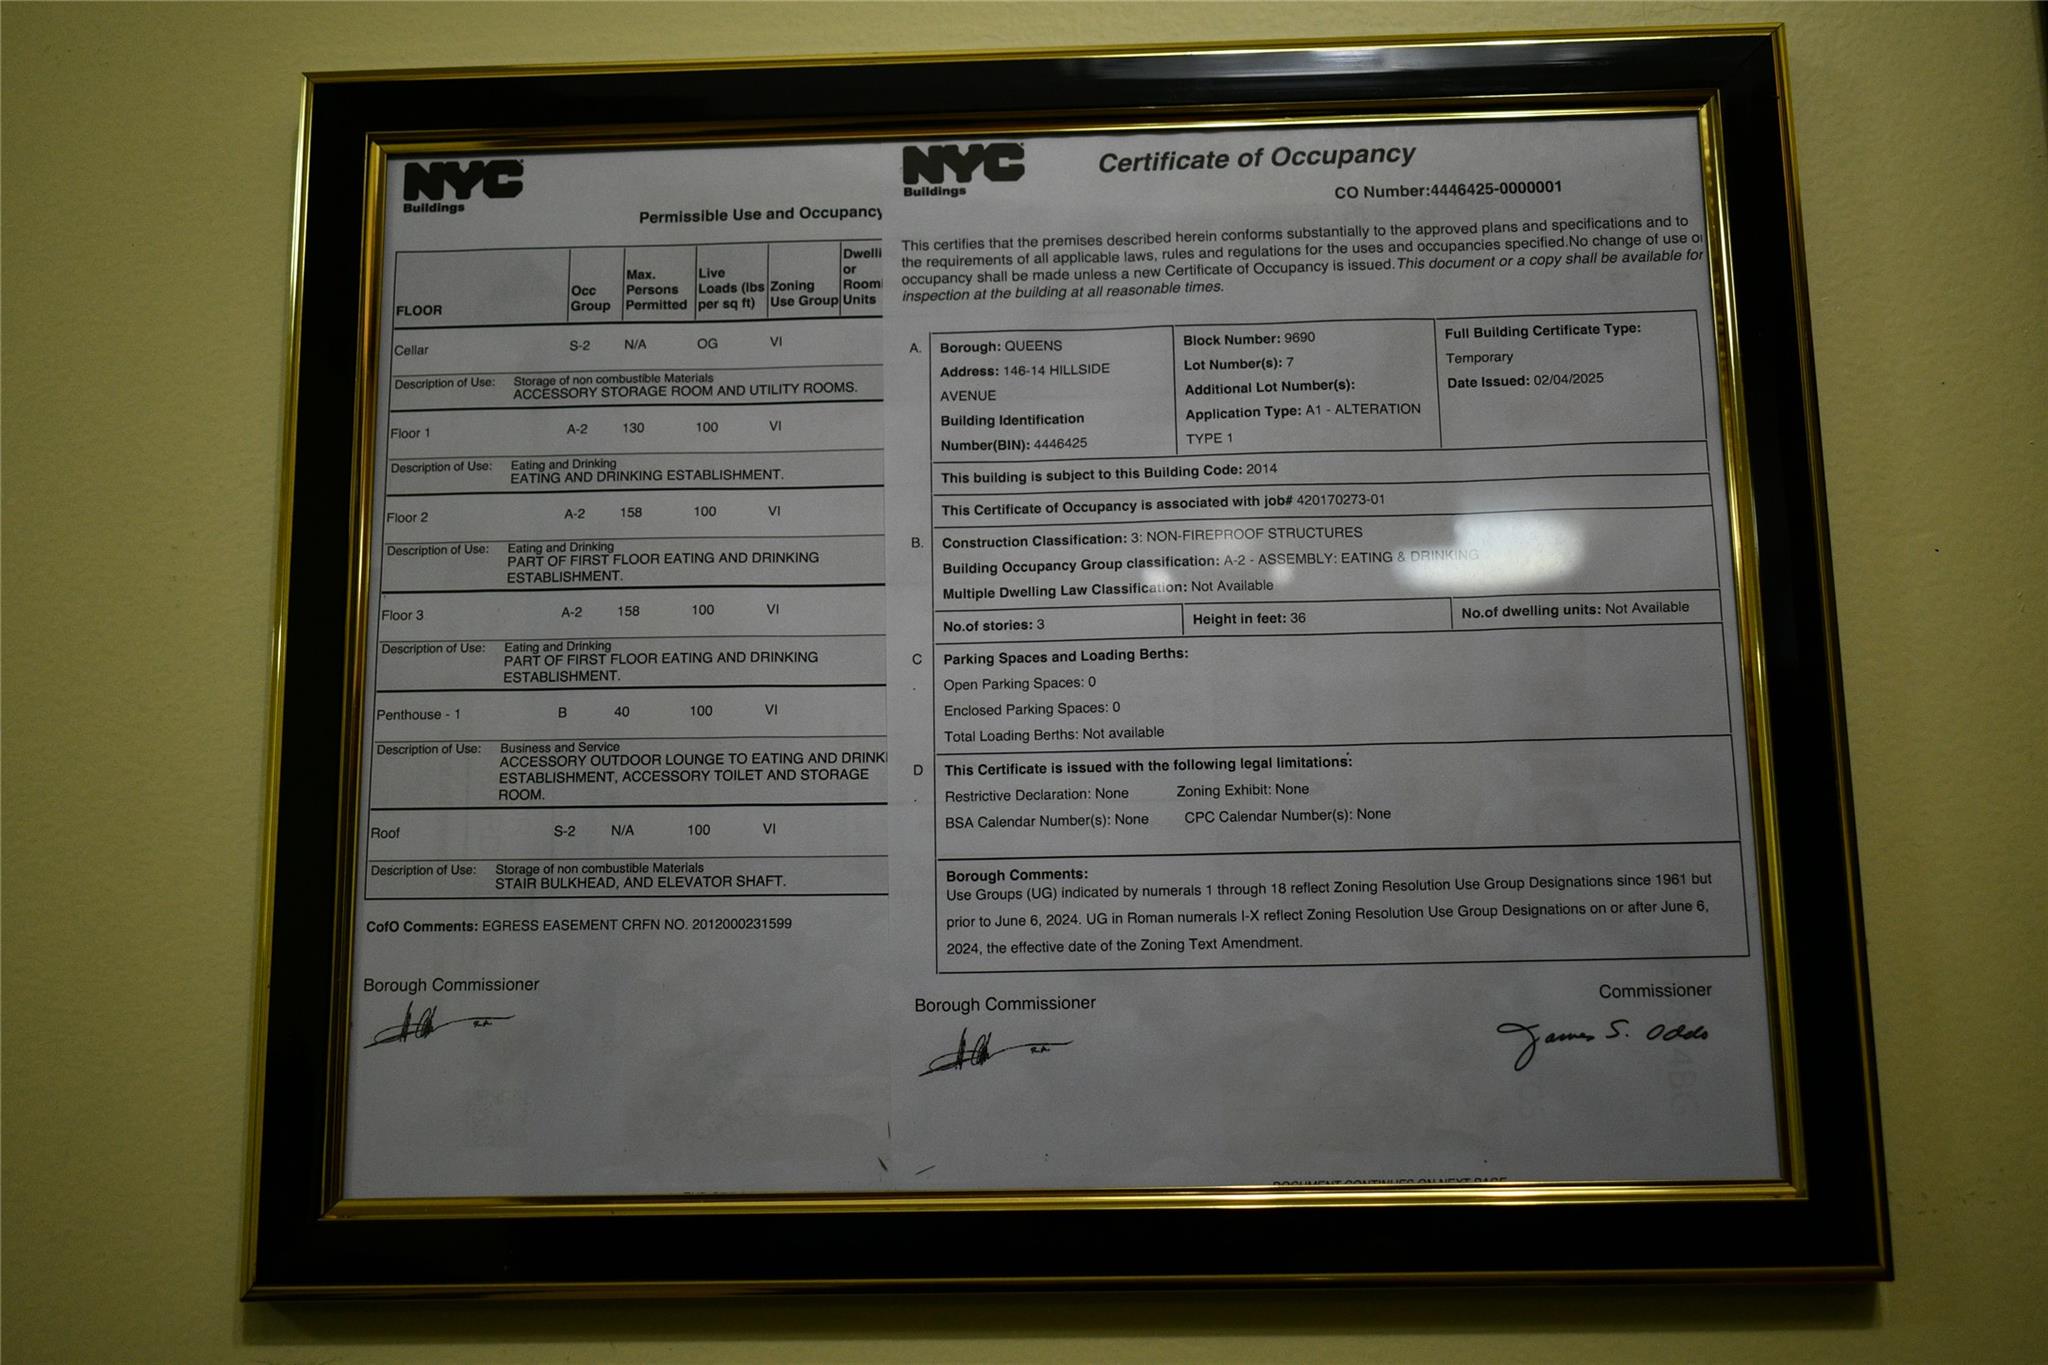 NYC
Buildings
Permissible Use and Occupancy
FLOOR
Occ
Group
Max.
Persons
Permitted
Live
Loads (lbs
per sq ft)
Zoning
Use Group
Dwelli
or
Room
Units
Cellar S-2 N/A OG VI
Description of Use: Storage of non combustible Materials
ACCESSORY STORAGE ROOM AND UTILITY ROOMS.
Floor 1 A-2 130 100 VI
Description of Use: Eating and Drinking
EATING AND DRINKING ESTABLISHMENT.
Floor 2 A-2 158 100 VI
Description of Use: Eating and Drinking
PART OF FIRST FLOOR EATING AND DRINKING
ESTABLISHMENT.
Floor 3 A-2 158 100 VI
Description of Use: Eating and Drinking
PART OF FIRST FLOOR EATING AND DRINKING
ESTABLISHMENT.
Penthouse - 1 B 40 100 VI
Description of Use: Business and Service
ACCESSORY OUTDOOR LOUNGE TO EATING AND DRINK
ESTABLISHMENT, ACCESSORY TOILET AND STORAGE
ROOM.
Roof S-2 N/A 100 VI
Description of Use: Storage of non combustible Materials
STAIR BULKHEAD, AND ELEVATOR SHAFT.
CofO Comments: EGRESS EASEMENT CRFN NO. 2012000231599
Borough Commissioner
NYC
Buildings
Certificate of Occupancy
CO Number:4446425-0000001
This certifies that the premises described herein conforms substantially to the approved plans and specifications and to
the requirements of all applicable laws, rules and regulations for the uses and occupancies specified.No change of use or
occupancy shall be made unless a new Certificate of Occupancy is issued.This document or a copy shall be available for
inspection at the building at all reasonable times.
A.
Borough: QUEENS
Address: 146-14 HILLSIDE
AVENUE
Building Identification
Number(BIN): 4446425
Block Number: 9690
Lot Number(s): 7
Additional Lot Number(s):
Application Type: A1 - ALTERATION
TYPE 1
Full Building Certificate Type:
Temporary
Date Issued: 02/04/2025
This building is subject to this Building Code: 2014
This Certificate of Occupancy is associated with job# 420170273-01
B. Construction Classification: 3: NON-FIREPROOF STRUCTURES
Building Occupancy Group classification: A-2 - ASSEMBLY: EATING & DRINKING
Multiple Dwelling Law Classification: Not Available
No.of stories: 3 Height in feet: 36 No.of dwelling units: Not Available
C Parking Spaces and Loading Berths:
. Open Parking Spaces: 0
Enclosed Parking Spaces: 0
Total Loading Berths: Not available
D This Certificate is issued with the following legal limitations:
. Restrictive Declaration: None Zoning Exhibit: None
BSA Calendar Number(s): None CPC Calendar Number(s): None
Borough Comments:
Use Groups (UG) indicated by numerals 1 through 18 reflect Zoning Resolution Use Group Designations since 1961 but
prior to June 6, 2024. UG in Roman numerals I-X reflect Zoning Resolution Use Group Designations on or after June 6,
2024, the effective date of the Zoning Text Amendment.
Borough Commissioner
Commissioner
James S. Oddo
DOCUMENT CONTINUES ON NEXT PAGE